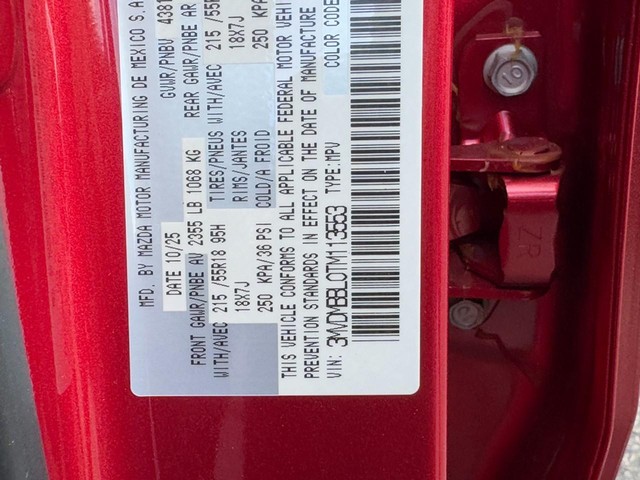 MFD. BY MAZDA MOTOR MANUFACTURING DE MEXICO S.A
DATE 10/25 GVWR/PNBV 4381
FRONT GAWR/PNBE AV 2355 LB 1068 KG REAR GAWR/PNBE AR
WITH/AVEC 215 /55R18 95H TIRES/PNEUS WITH/AVEC 215 /55R
18X7J RIMS/JANTES 18X7J
250 KPA/36 PSI COLD/A FROID 250 KPA
THIS VEHICLE CONFORMS TO ALL APPLICABLE FEDERAL MOTOR VEHI
PREVENTION STANDARDS IN EFFECT ON THE DATE OF MANUFACTURE
VIN: 3MVDMBBL0TM113553 TYPE: MPV COLOR CODE
10
ZR